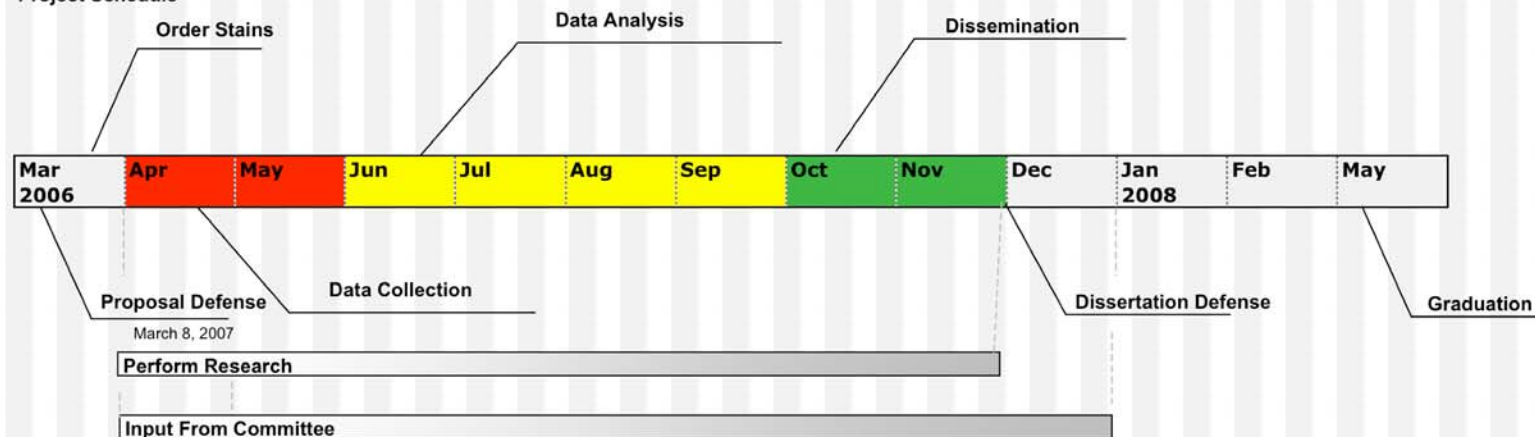 Project Schedule
Order Stains
Data Analysis
Dissemination
Mar Apr May Jun Jul Aug Sep Oct Nov Dec Jan Feb May
2006 2008
Proposal Defense
March 8, 2007
Data Collection
Dissertation Defense
Graduation
Perform Research
Input From Committee